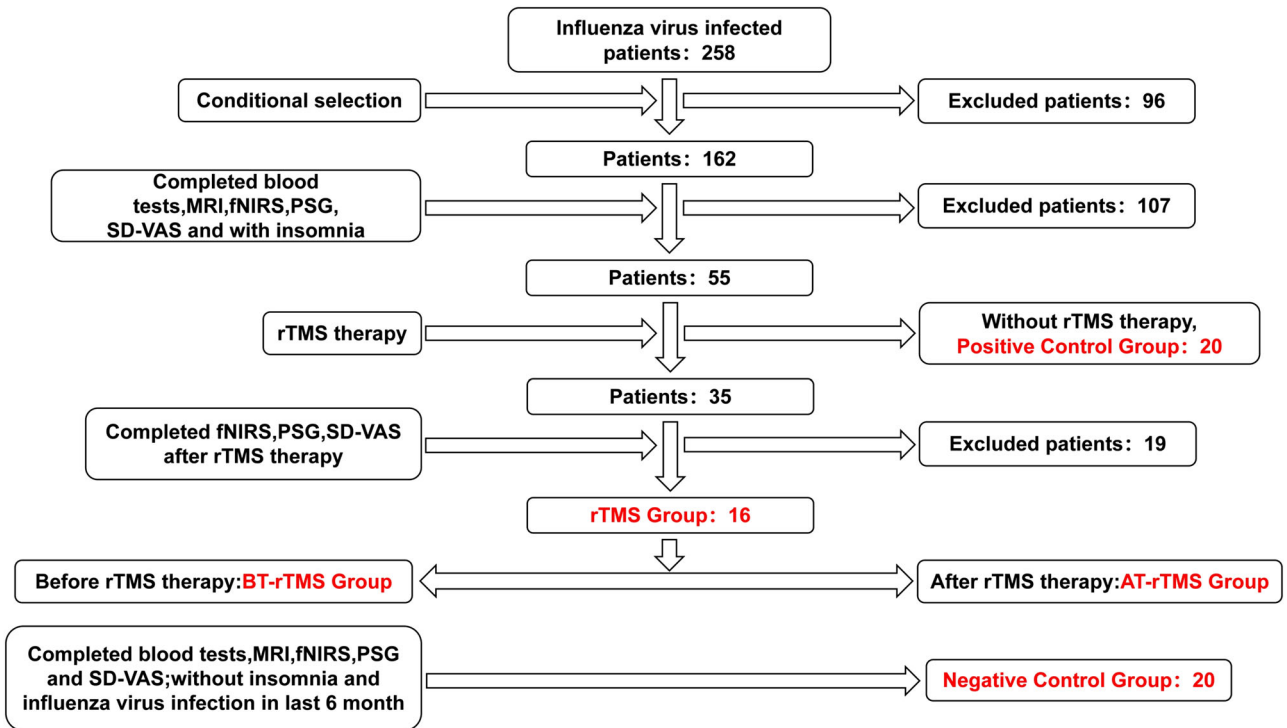 Influenza virus infected
patients：258
Conditional selection
Excluded patients：96
Patients：162
Completed blood
tests,MRI,fNIRS,PSG,
SD-VAS and with insomnia
Excluded patients：107
Patients：55
rTMS therapy
Without rTMS therapy,
Positive Control Group：20
Patients：35
Completed fNIRS,PSG,SD-VAS
after rTMS therapy
Excluded patients：19
rTMS Group：16
Before rTMS therapy:BT-rTMS Group
After rTMS therapy:AT-rTMS Group
Completed blood tests,MRI,fNIRS,PSG
and SD-VAS;without insomnia and
influenza virus infection in last 6 month
Negative Control Group：20